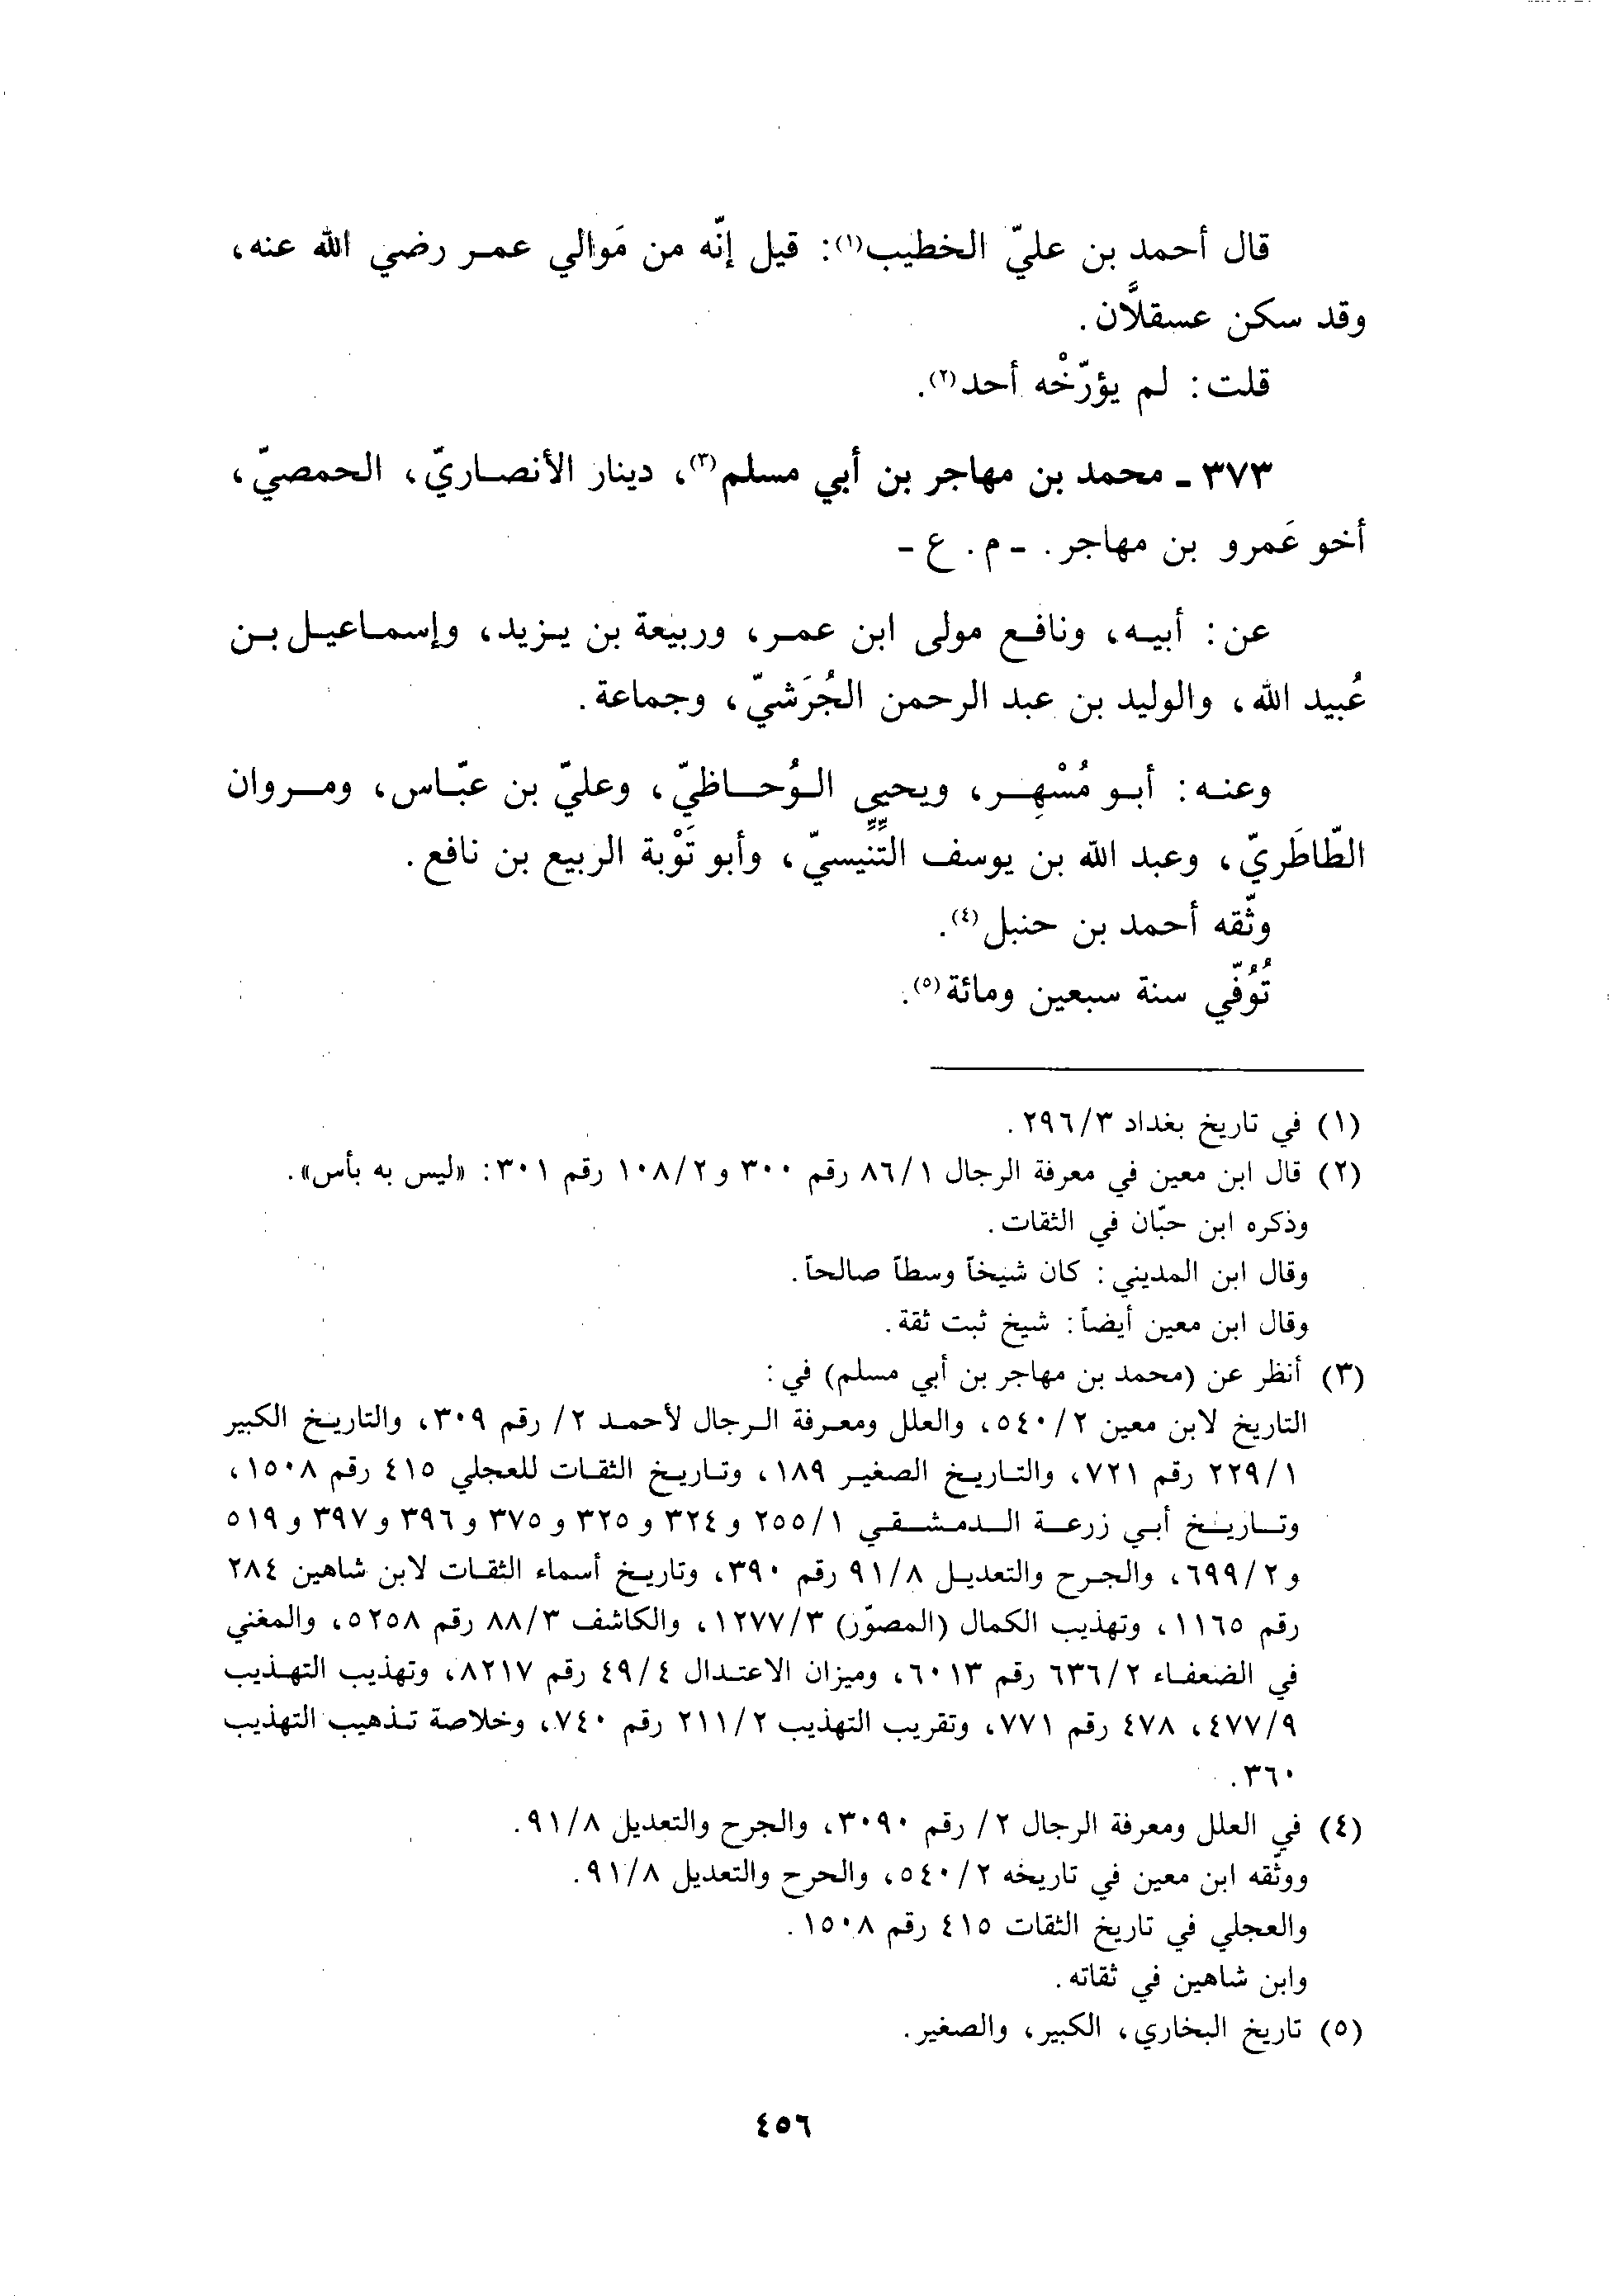 قال أحمد بن عليّ الخطيب(١): قيل إنّه من مَوالي عمر رضي الله عنه،
وقد سكن عسقلّان.
قلت: لم يؤرّخْه أحد(٢).
٣٧٣ ـ محمد بن مهاجر بن أبي مسلم(٣)، دينار الأنصاريّ، الحمصيّ،
أخو عَمرو بن مهاجر. ـ م. ع ـ
عن: أبيه، ونافع مولى ابن عمر، وربيعة بن يزيد، وإسماعيل بن
عُبيد الله، والوليد بن عبد الرحمن الجُرَشيّ، وجماعة.
وعنه: أبو مُسْهِر، ويحيى الوُحاظيّ، وعليّ بن عبّاس، ومروان
الطّاطَريّ، وعبد الله بن يوسف التِّنِّيسيّ، وأبو تَوْبة الربيع بن نافع.
وثّقه أحمد بن حنبل(٤).
تُوُفّي سنة سبعين ومائة(٥).
(١) في تاريخ بغداد ٢٩٦/٣.
(٢) قال ابن معين في معرفة الرجال ٨٦/١ رقم ٣٠٠ و١٠٨/٢ رقم ٣٠١: «ليس به بأس».
وذكره ابن حبّان في الثقات.
وقال ابن المديني: كان شيخاً وسطاً صالحاً.
وقال ابن معين أيضاً: شيخ ثبت ثقة.
(٣) أنظر عن (محمد بن مهاجر بن أبي مسلم) في:
التاريخ لابن معين ٥٤٠/٢، والعلل ومعرفة الرجال لأحمد ٢/ رقم ٣٠٩، والتاريخ الكبير
٢٢٩/١ رقم ٧٢١، والتاريخ الصغير ١٨٩، وتاريخ الثقات للعجلي ٤١٥ رقم ١٥٠٨،
وتاريخ أبي زرعة الدمشقي ٢٥٥/١ و٣٢٤ و٣٢٥ و٣٧٥ و٣٩٦ و٣٩٧ و٥١٩
و٦٩٩/٢، والجرح والتعديل ٩١/٨ رقم ٣٩٠، وتاريخ أسماء الثقات لابن شاهين ٢٨٤
رقم ١١٦٥، وتهذيب الكمال (المصوّر) ١٢٧٧/٣، والكاشف ٨٨/٣ رقم ٥٢٥٨، والمغني
في الضعفاء ٦٣٦/٢ رقم ٦٠١٣، وميزان الاعتدال ٤٩/٤ رقم ٨٢١٧، وتهذيب التهذيب
٤٧٧/٩، ٤٧٨ رقم ٧٧١، وتقريب التهذيب ٢١١/٢ رقم ٧٤٠، وخلاصة تذهيب التهذيب
٣٦٠.
(٤) في العلل ومعرفة الرجال ٢/ رقم ٣٠٩٠، والجرح والتعديل ٩١/٨.
ووثّقه ابن معين في تاريخه ٥٤٠/٢، والحرح والتعديل ٩١/٨.
والعجلي في تاريخ الثقات ٤١٥ رقم ١٥٠٨.
وابن شاهين في ثقاته.
(٥) تاريخ البخاري، الكبير، والصغير.
٤٥٦